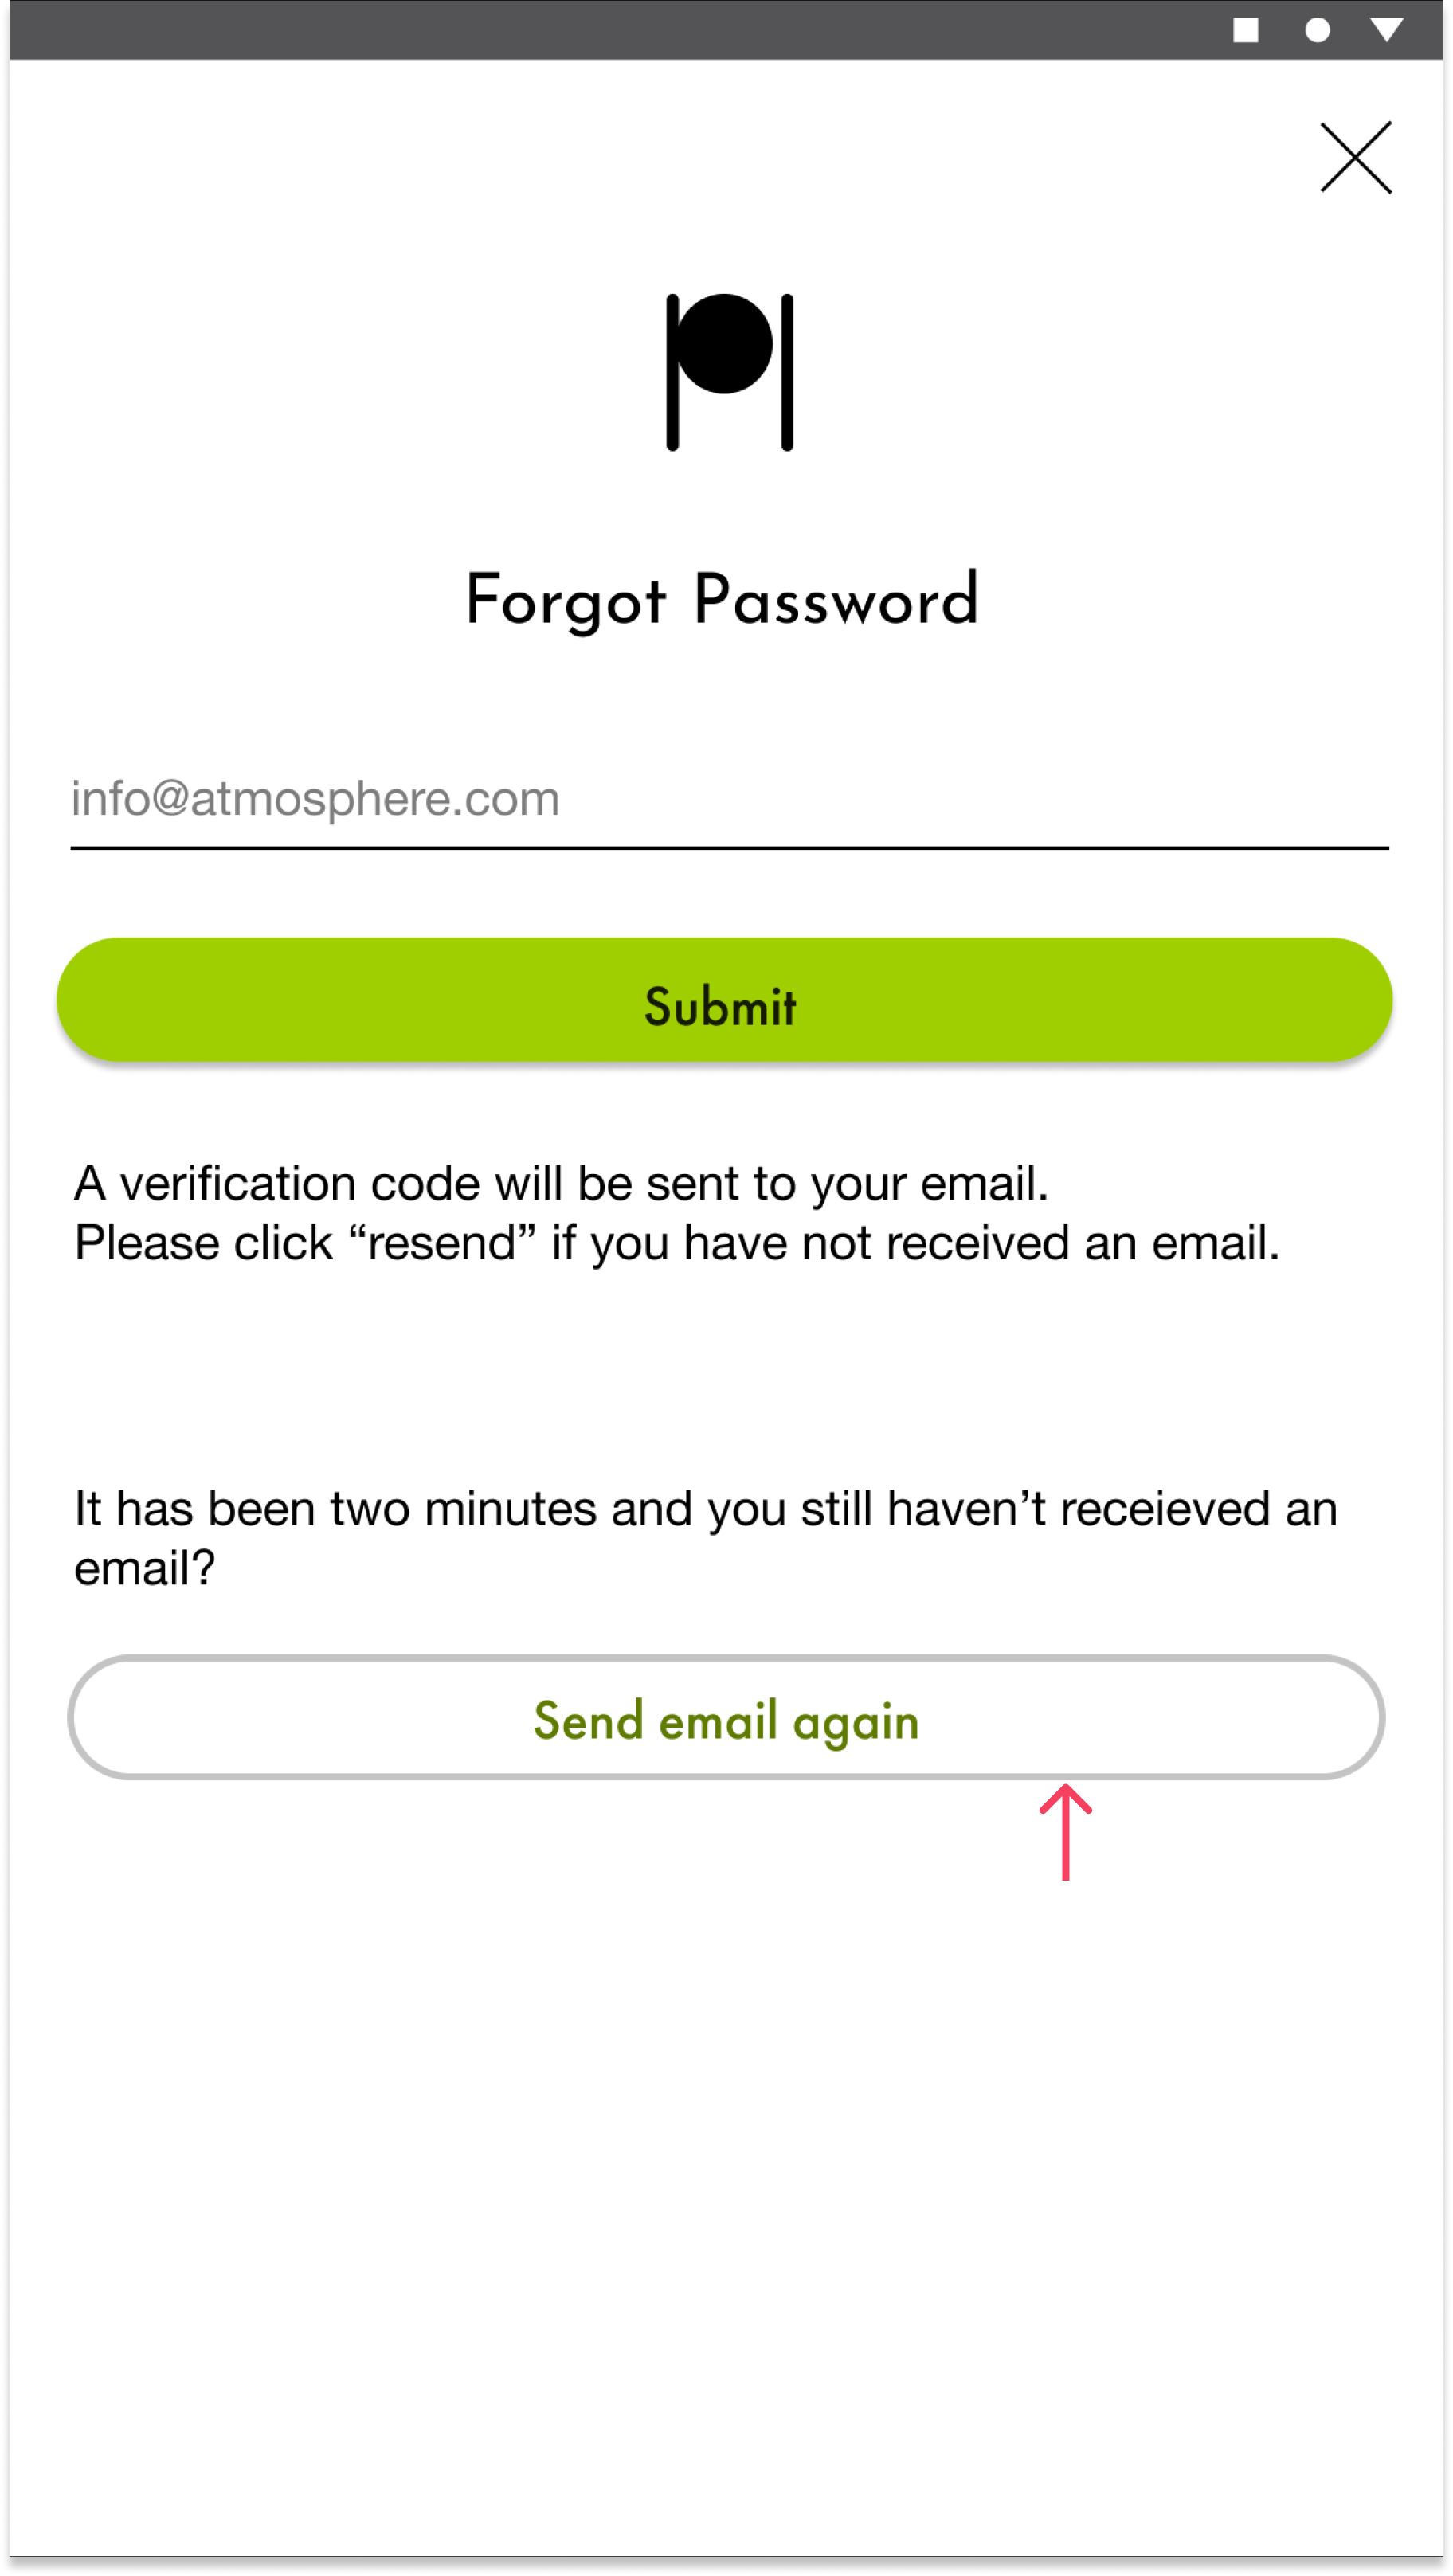 Forgot Password
info@atmosphere.com
Submit
A verification code will be sent to your email.
Please click “resend” if you have not received an email.
It has been two minutes and you still haven’t receieved an
email?
Send email again